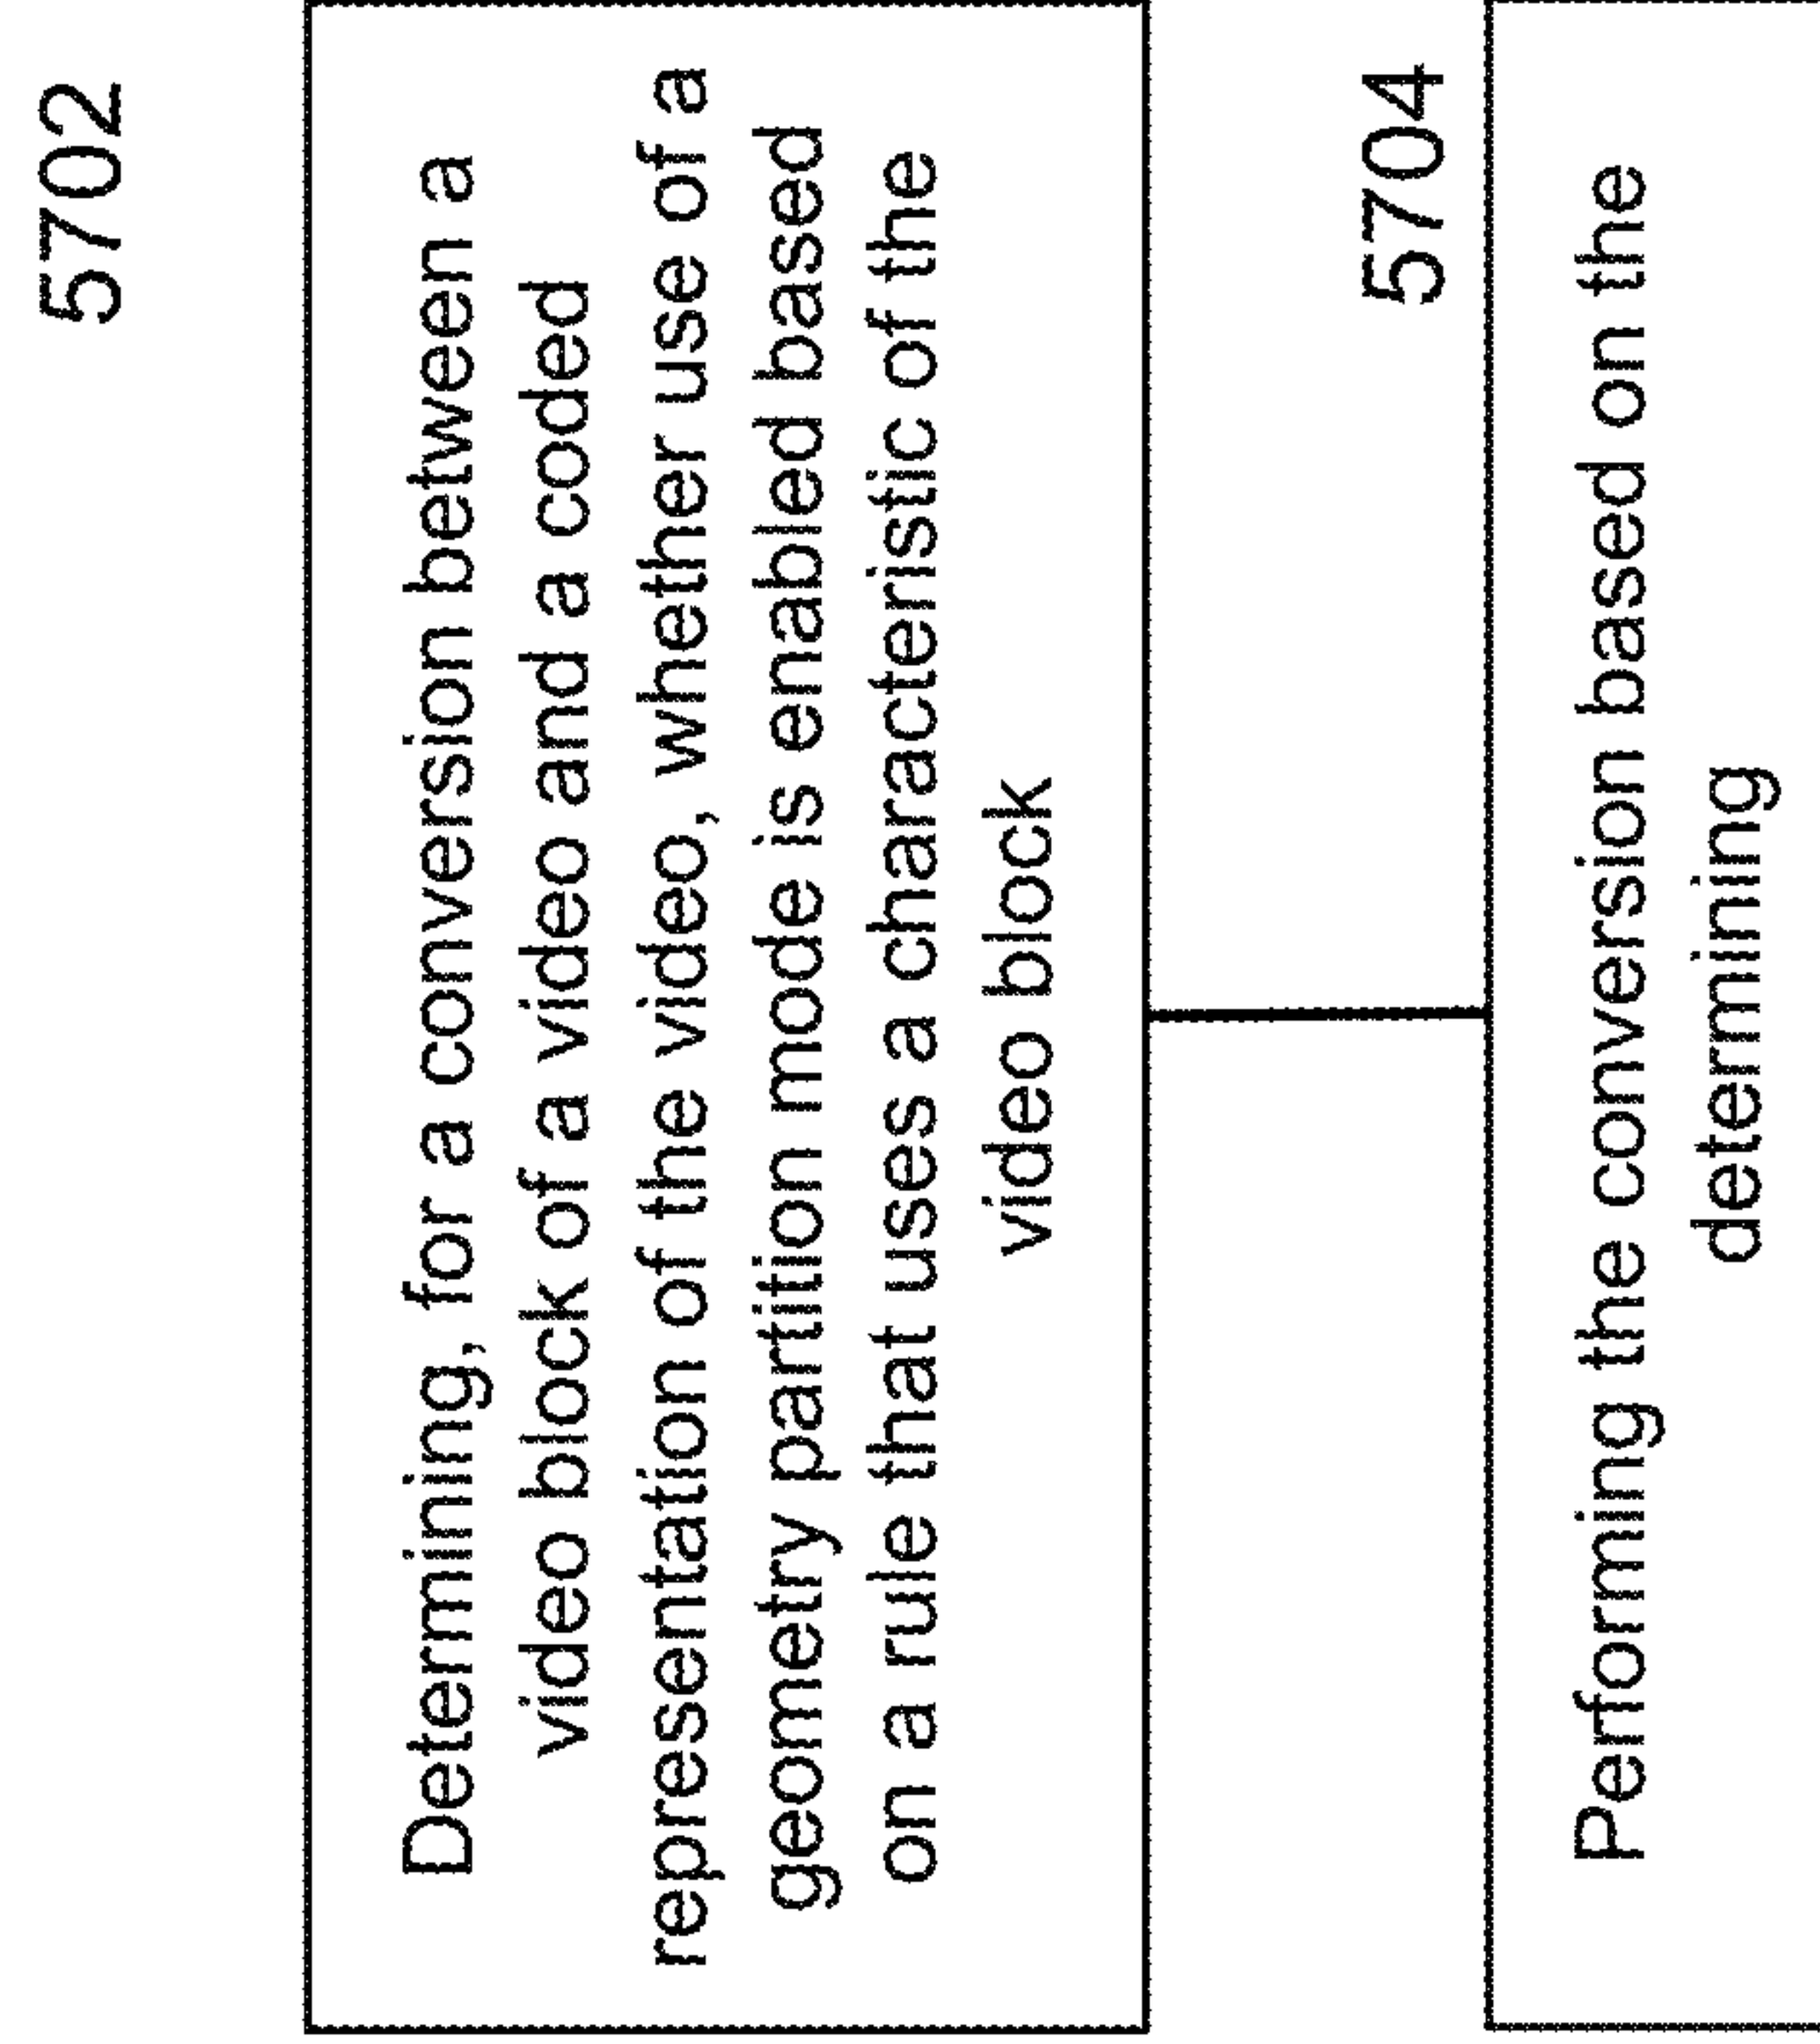 5702
Determining, for a conversion between a
video block of a video and a coded
representation of the video, whether use of a
geometry partition mode is enabled based
on a rule that uses a characteristic of the
video block
5704
Performing the conversion based on the
determining